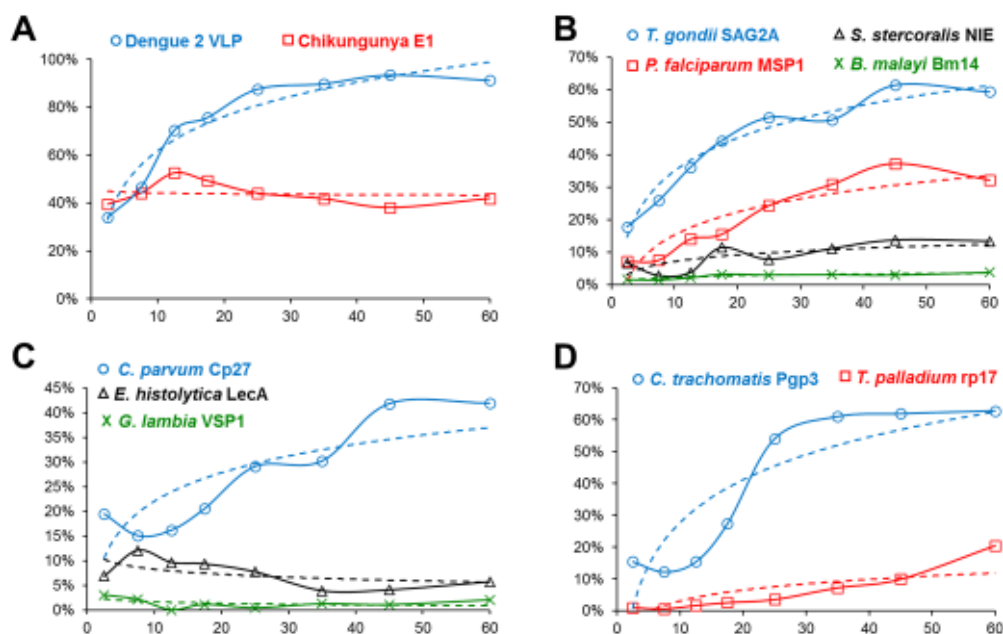 A
Dengue 2 VLP Chikungunya E1
100%
80%
60%
40%
20%
0%
0 10 20 30 40 50 60
B
T. gondii SAG2A S. stercoralis NIE
P. falciparum MSP1 B. malayi Bm14
70%
60%
50%
40%
30%
20%
10%
0%
0 10 20 30 40 50 60
C
C. parvum Cp27
E. histolytica LecA
G. lambia VSP1
45%
40%
35%
30%
25%
20%
15%
10%
5%
0%
0 10 20 30 40 50 60
D
C. trachomatis Pgp3 T. palladium rp17
70%
60%
50%
40%
30%
20%
10%
0%
0 10 20 30 40 50 60